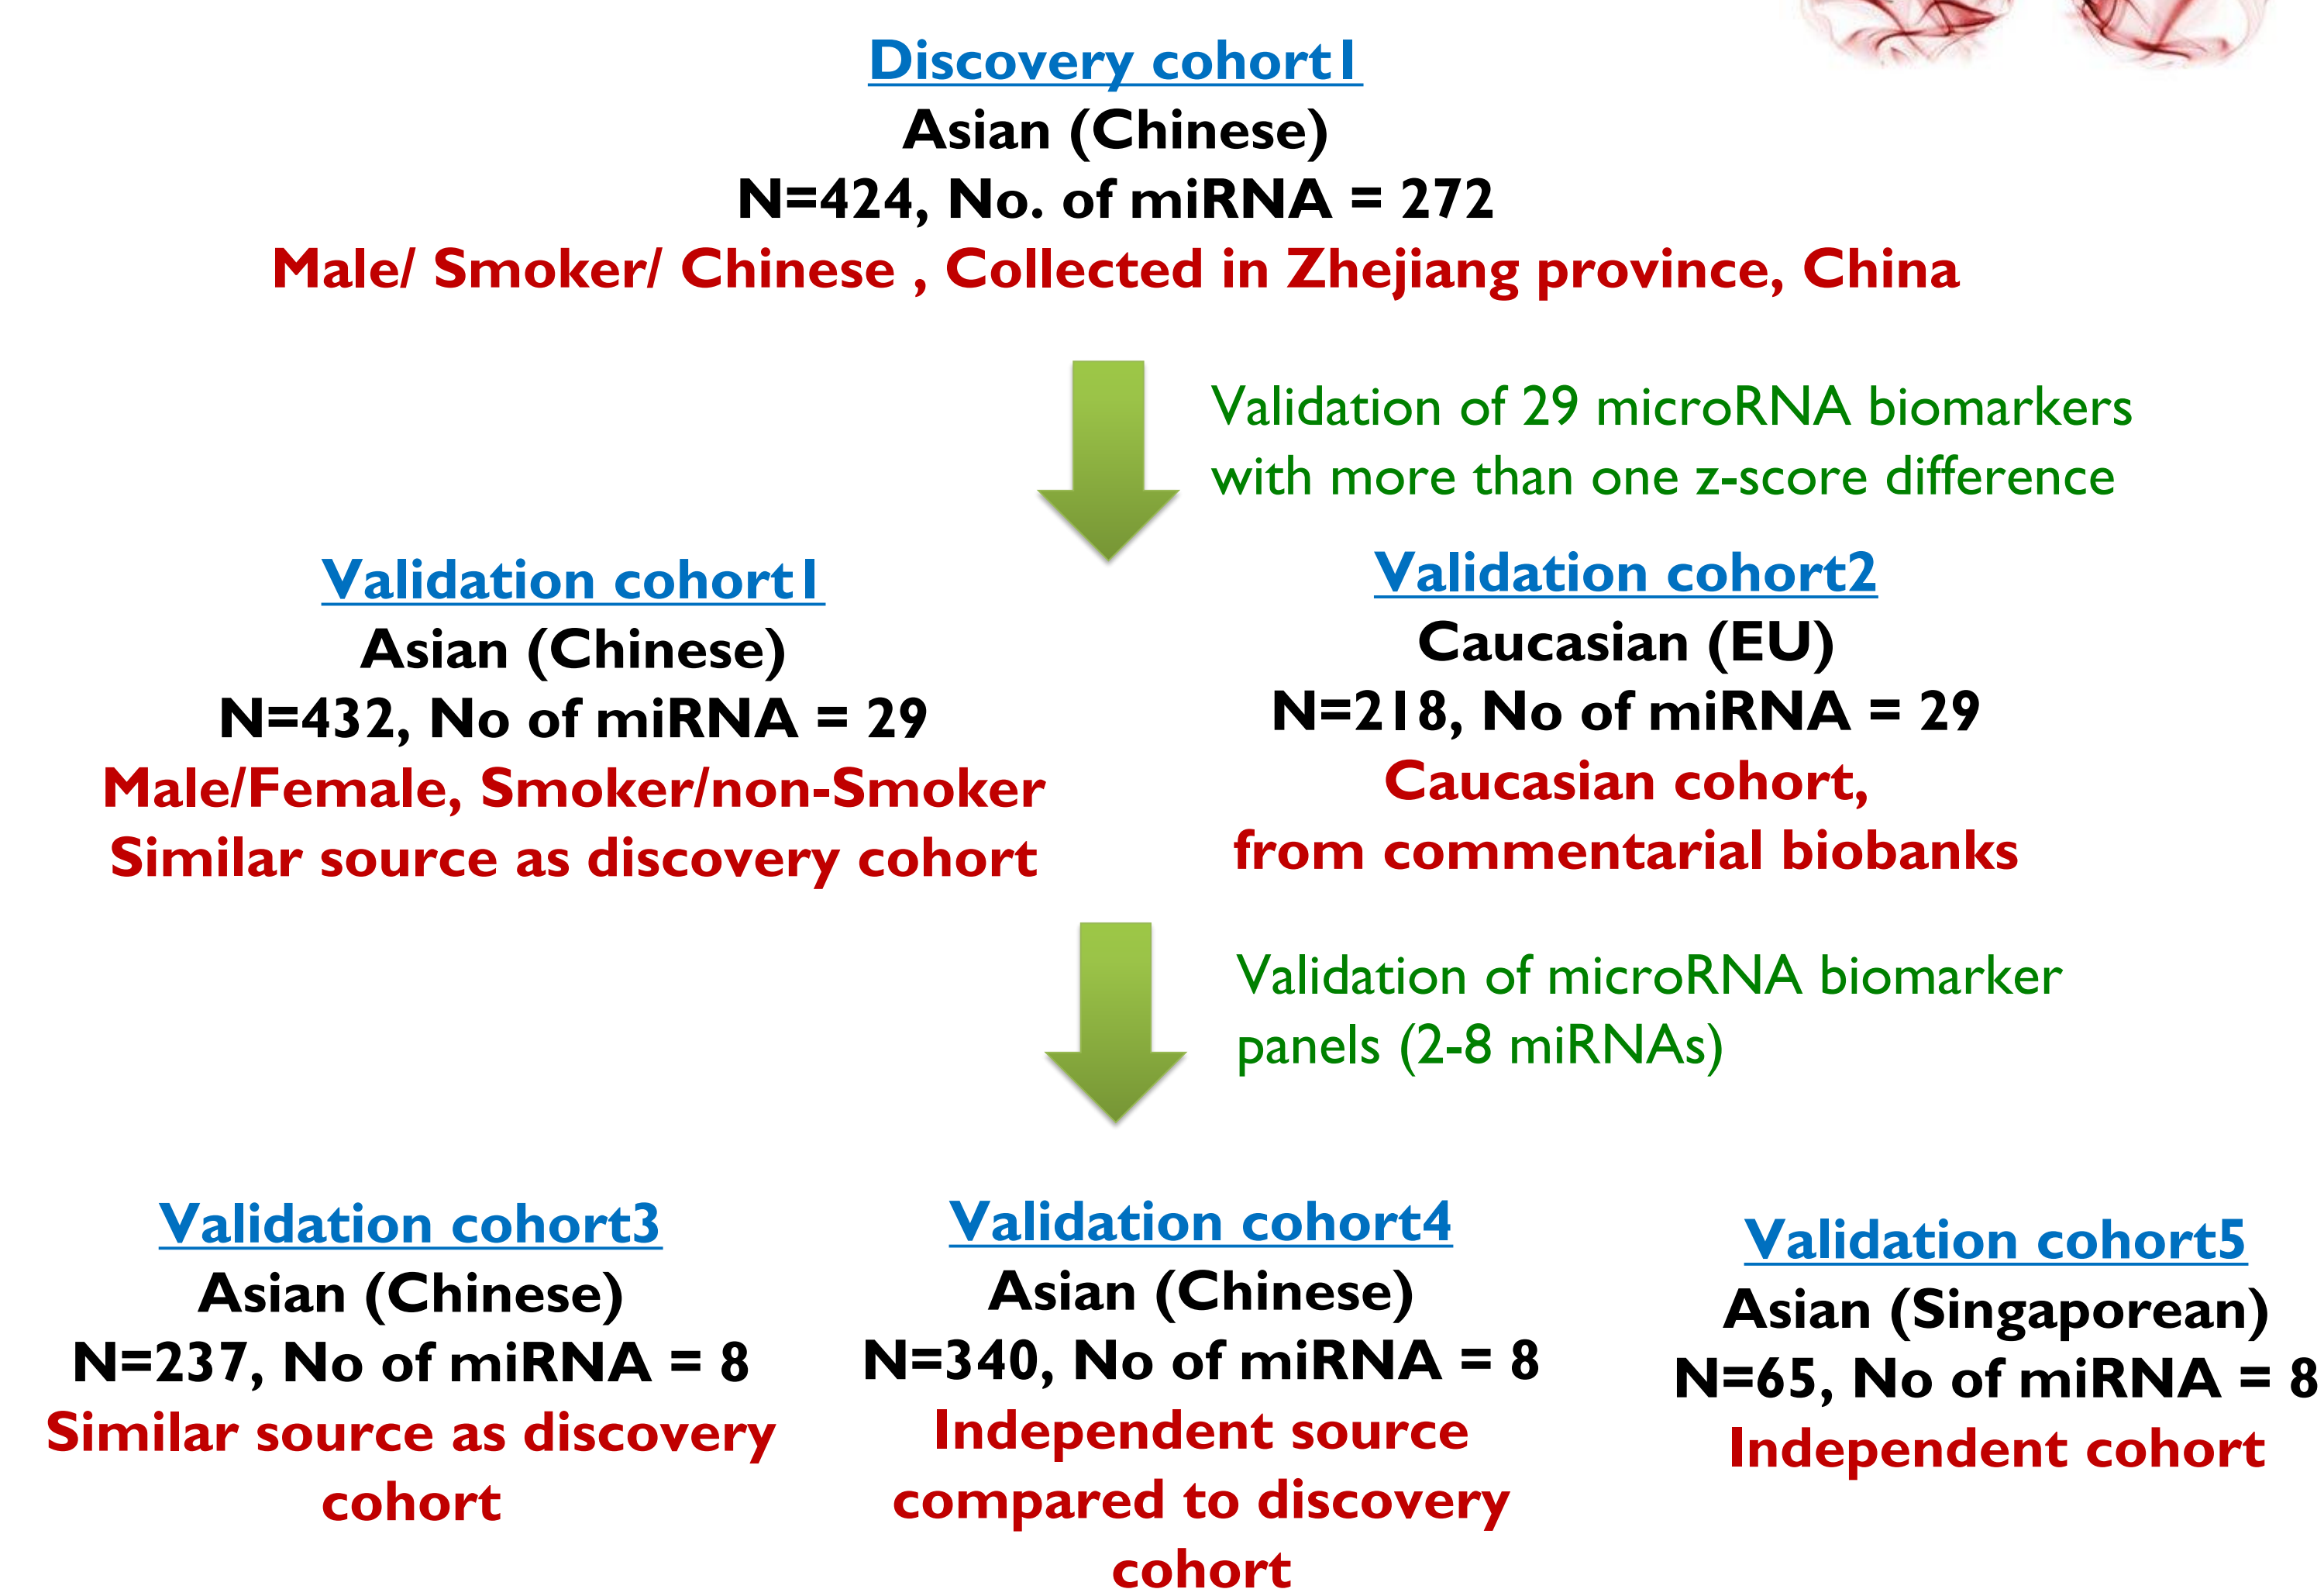 Discovery cohort1
Asian (Chinese)
N=424, No. of miRNA = 272
Male/ Smoker/ Chinese , Collected in Zhejiang province, China
Validation of 29 microRNA biomarkers
with more than one z-score difference
Validation cohort1
Asian (Chinese)
N=432, No of miRNA = 29
Male/Female, Smoker/non-Smoker
Similar source as discovery cohort
Validation cohort2
Caucasian (EU)
N=218, No of miRNA = 29
Caucasian cohort,
from commentarial biobanks
Validation of microRNA biomarker
panels (2-8 miRNAs)
Validation cohort3
Asian (Chinese)
N=237, No of miRNA = 8
Similar source as discovery
cohort
Validation cohort4
Asian (Chinese)
N=340, No of miRNA = 8
Independent source
compared to discovery
cohort
Validation cohort5
Asian (Singaporean)
N=65, No of miRNA = 8
Independent cohort